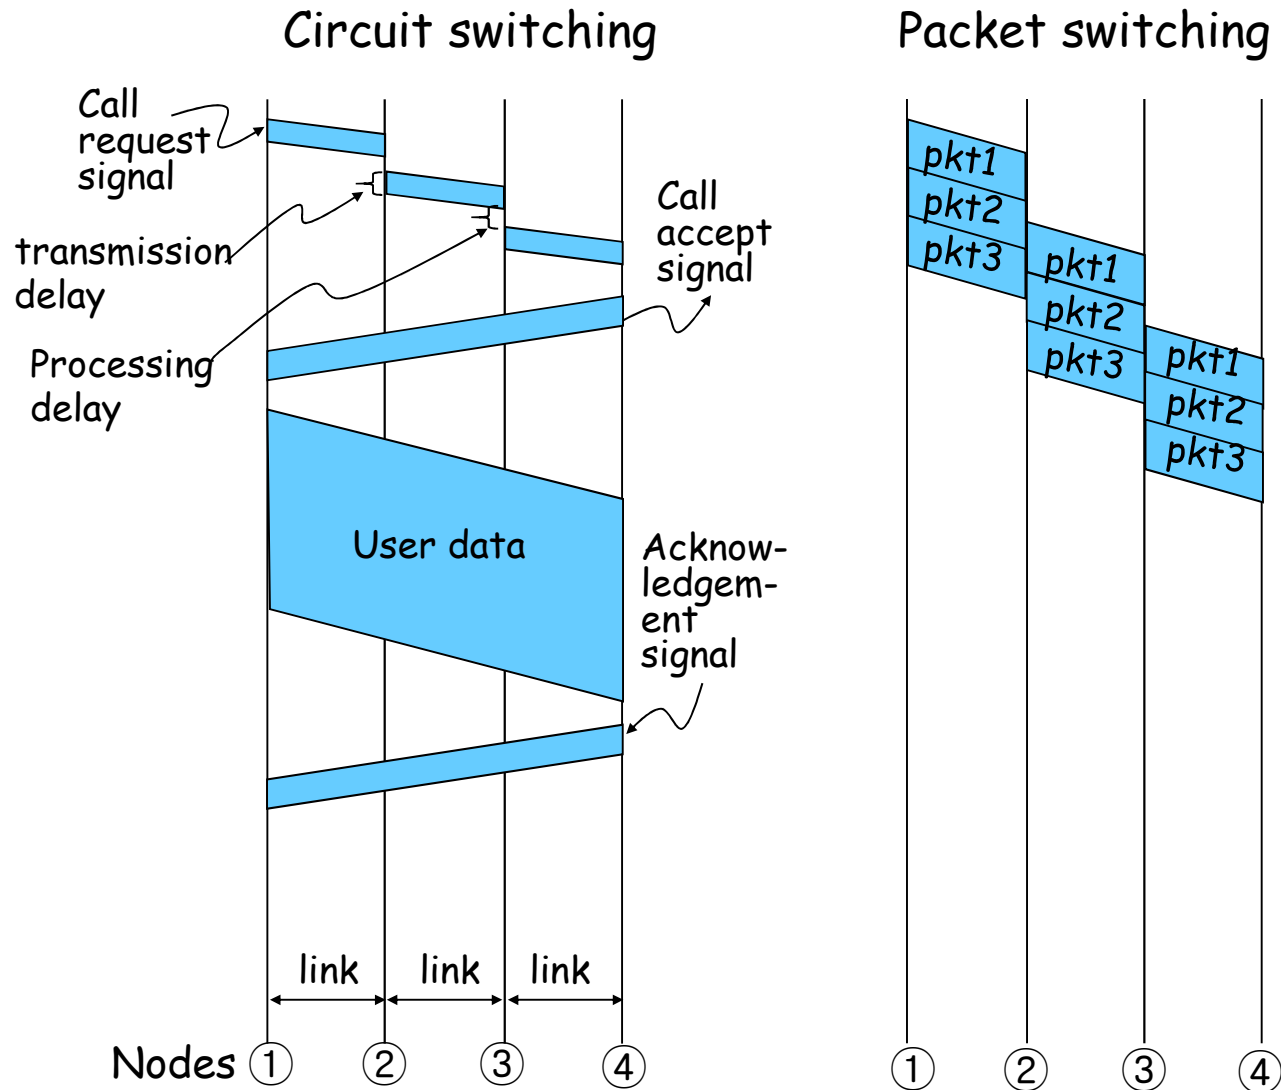 Circuit switching
Packet switching
Call
request
signal
transmission
delay
Processing
delay
Call
accept
signal
User data
Acknow-
ledgem-
ent
signal
link
link
link
Nodes
1
2
3
4
pkt1
pkt2
pkt3
pkt1
pkt2
pkt3
pkt1
pkt2
pkt3
1
2
3
4